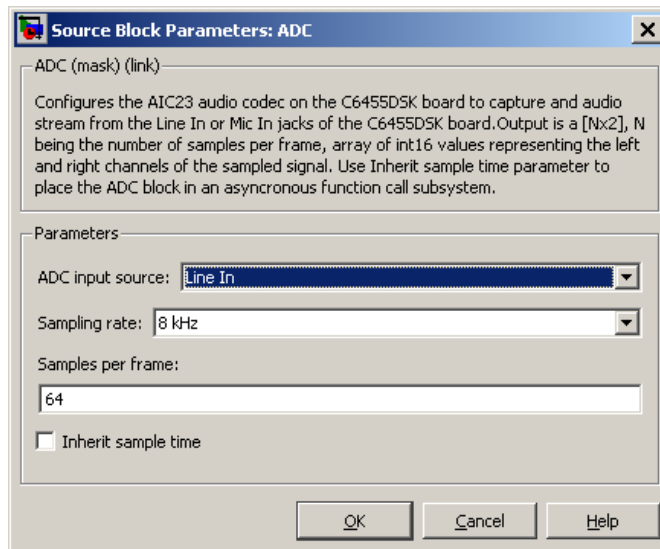 Source Block Parameters: ADC
ADC (mask) (link)
Configures the AIC23 audio codec on the C6455DSK board to capture and audio
stream from the Line In or Mic In jacks of the C6455DSK board.Output is a [Nx2], N
being the number of samples per frame, array of int16 values representing the left
and right channels of the sampled signal. Use Inherit sample time parameter to
place the ADC block in an asyncronous function call subsystem.
Parameters
ADC input source: Line In
Sampling rate: 8 kHz
Samples per frame:
64
Inherit sample time
OK Cancel Help